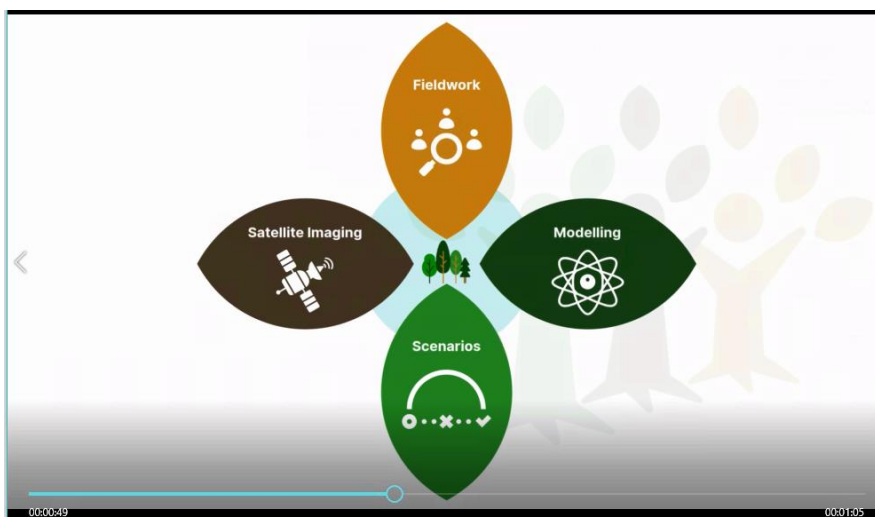 Fieldwork
Satellite Imaging
Modelling
Scenarios
00:00:49
00:01:05